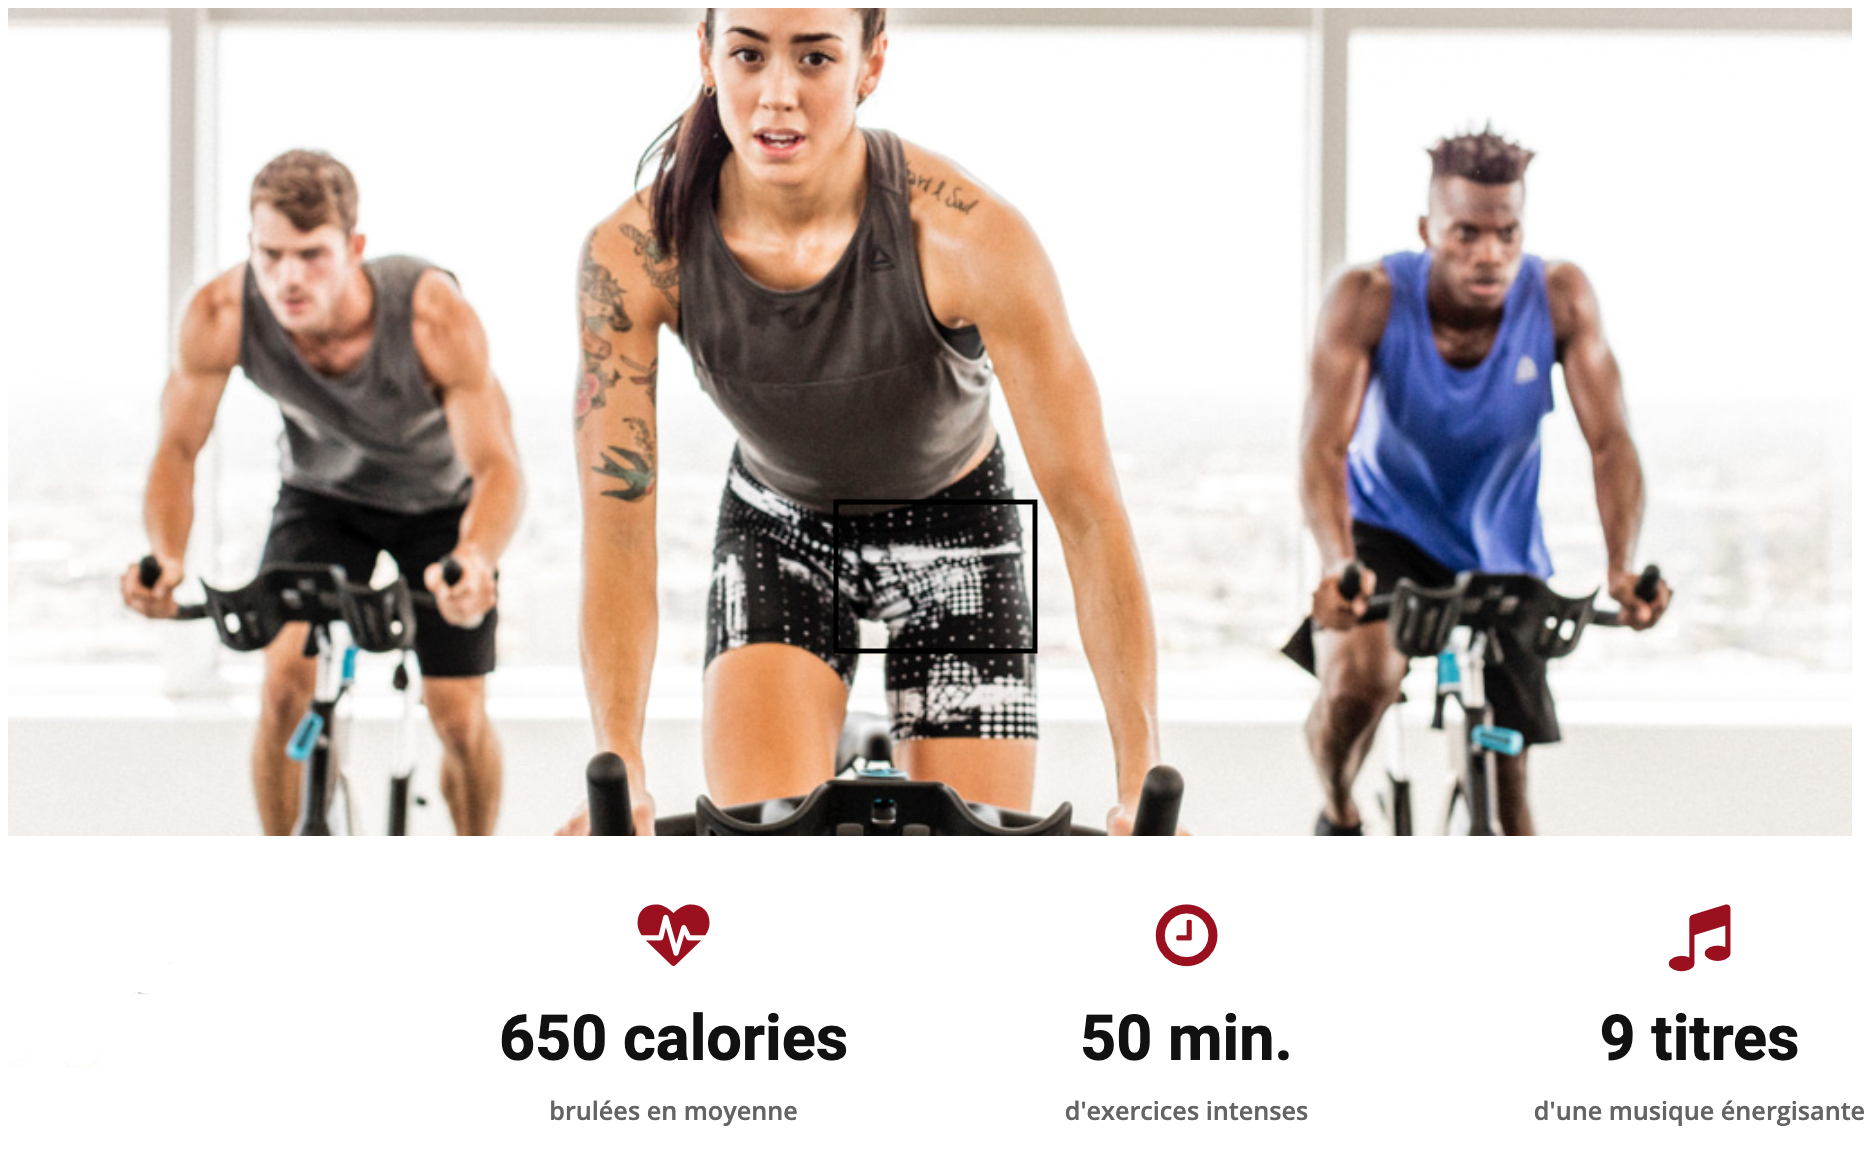 650 calories
brulées en moyenne
50 min.
d'exercices intenses
9 titres
d'une musique énergisante